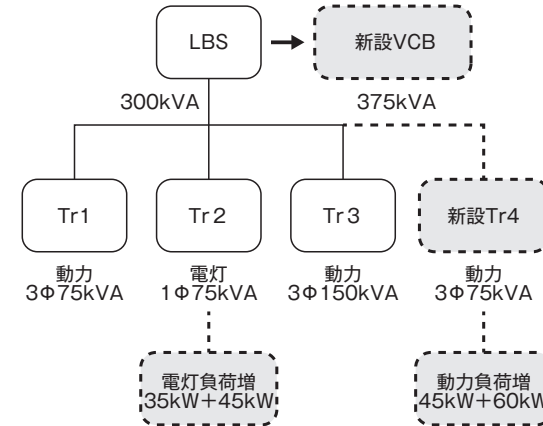 LBS
新設VCB
300kVA
375kVA
Tr1
Tr2
Tr3
新設Tr4
動力
3Φ75kVA
電灯
1Φ75kVA
動力
3Φ150kVA
動力
3Φ75kVA
電灯負荷増
35kW＋45kW
動力負荷増
45kW＋60kW